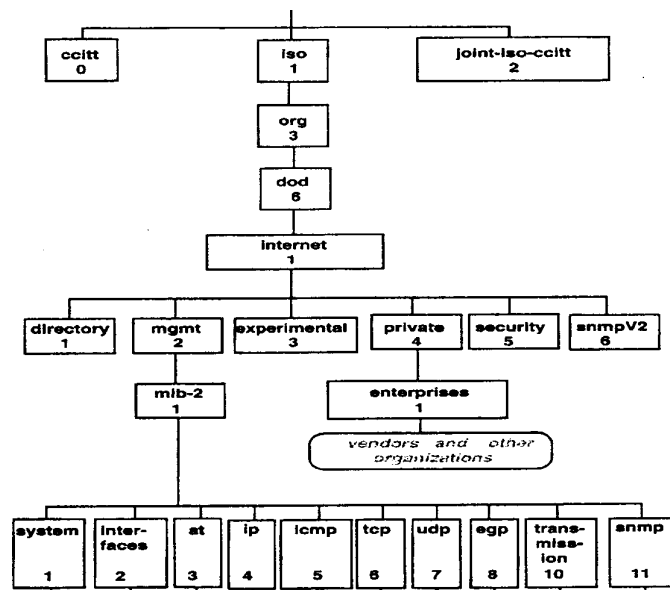 ccitt
0
iso
1
joint-iso-ccitt
2
org
3
dod
6
internet
1
directory
1
mgmt
2
experimental
3
private
4
security
5
snmpV2
6
mib-2
1
enterprises
1
vendors and other
organizations
system
1
inter-
faces
2
at
3
ip
4
icmp
5
tcp
6
udp
7
egp
8
trans-
miss-
ion
10
snmp
11